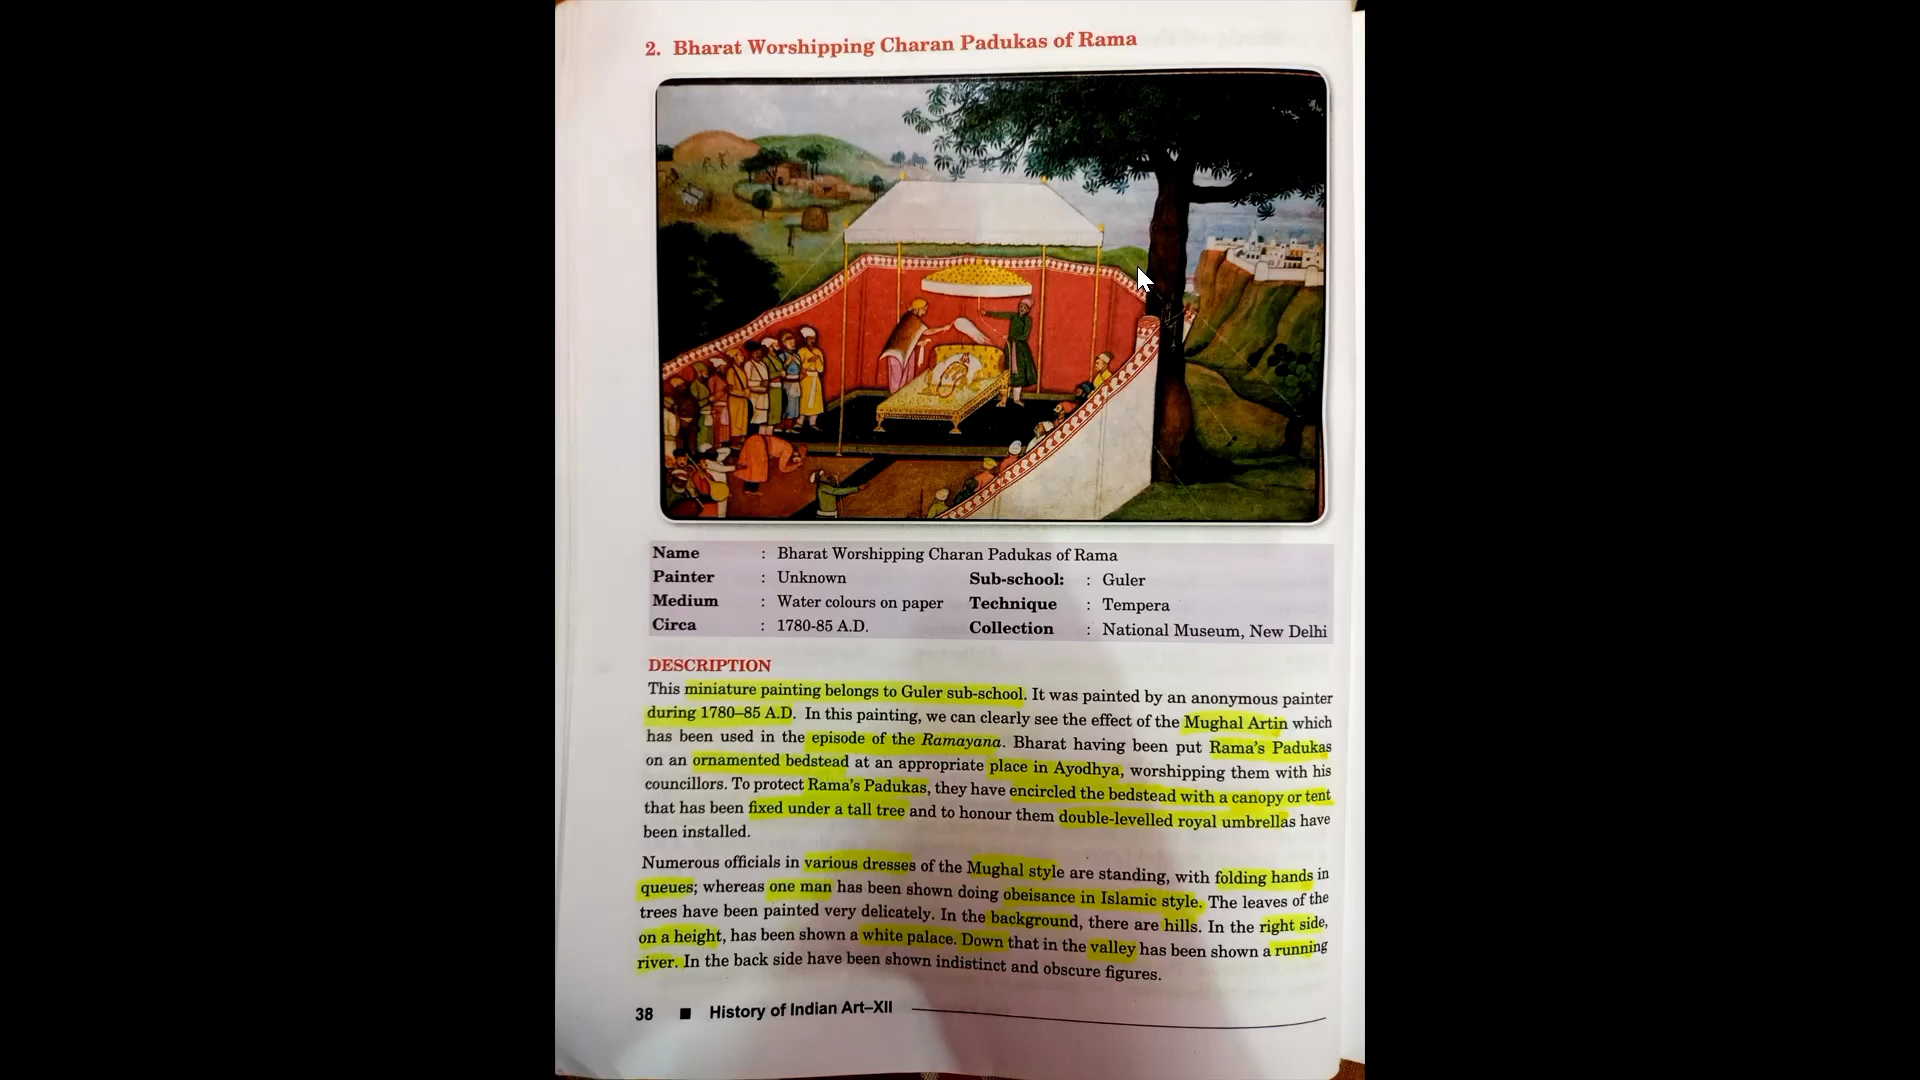 2. Bharat Worshipping Charan Padukas of Rama
Name : Bharat Worshipping Charan Padukas of Rama
Painter : Unknown Sub-school: : Guler
Medium : Water colours on paper Technique : Tempera
Circa : 1780-85 A.D. Collection : National Museum, New Delhi
DESCRIPTION
This miniature painting belongs to Guler sub-school. It was painted by an anonymous painter
during 1780–85 A.D. In this painting, we can clearly see the effect of the Mughal Artin which
has been used in the episode of the Ramayana. Bharat having been put Rama's Padukas
on an ornamented bedstead at an appropriate place in Ayodhya, worshipping them with his
councillors. To protect Rama's Padukas, they have encircled the bedstead with a canopy or tent
that has been fixed under a tall tree and to honour them double-levelled royal umbrellas have
been installed.
Numerous officials in various dresses of the Mughal style are standing, with folding hands in
queues; whereas one man has been shown doing obeisance in Islamic style. The leaves of the
trees have been painted very delicately. In the background, there are hills. In the right side,
on a height, has been shown a white palace. Down that in the valley has been shown a running
river. In the back side have been shown indistinct and obscure figures.
38 ■ History of Indian Art–XII